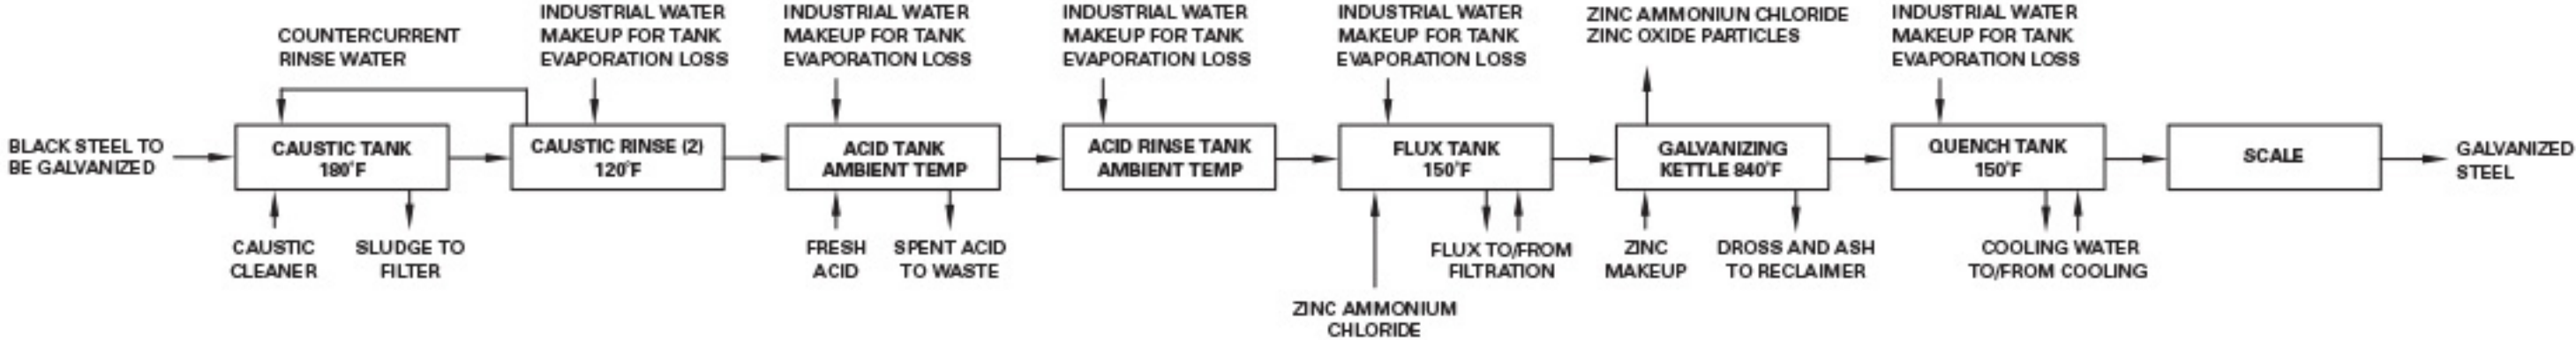 COUNTERCURRENT
RINSE WATER
INDUSTRIAL WATER
MAKEUP FOR TANK
EVAPORATION LOSS
INDUSTRIAL WATER
MAKEUP FOR TANK
EVAPORATION LOSS
INDUSTRIAL WATER
MAKEUP FOR TANK
EVAPORATION LOSS
INDUSTRIAL WATER
MAKEUP FOR TANK
EVAPORATION LOSS
ZINC AMMONIUN CHLORIDE
ZINC OXIDE PARTICLES
INDUSTRIAL WATER
MAKEUP FOR TANK
EVAPORATION LOSS
BLACK STEEL TO
BE GALVANIZED
CAUSTIC TANK
180°F
CAUSTIC RINSE (2)
120°F
ACID TANK
AMBIENT TEMP
ACID RINSE TANK
AMBIENT TEMP
FLUX TANK
150°F
GALVANIZING
KETTLE 840°F
QUENCH TANK
150°F
SCALE
GALVANIZED
STEEL
CAUSTIC
CLEANER
SLUDGE TO
FILTER
FRESH
ACID
SPENT ACID
TO WASTE
ZINC AMMONIUM
CHLORIDE
FLUX TO/FROM
FILTRATION
ZINC
MAKEUP
DROSS AND ASH
TO RECLAIMER
COOLING WATER
TO/FROM COOLING